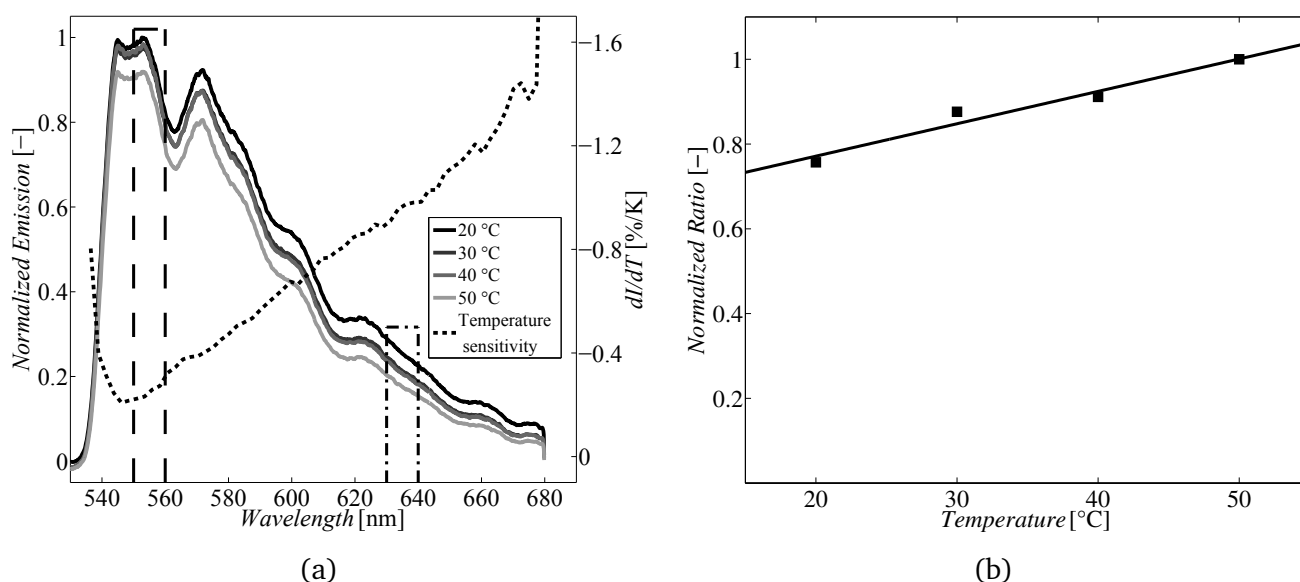 1
0.8
0.6
0.4
0.2
0
Normalized Emission [−]
540 560 580 600 620 640 660 680
Wavelength [nm]
−1.6
−1.2
−0.8
−0.4
0
dI/dT [%/K]
20 °C
30 °C
40 °C
50 °C
Temperature
sensitivity
(a)
1
0.8
0.6
0.4
0.2
Normalized Ratio [−]
20 30 40 50
Temperature [°C]
(b)